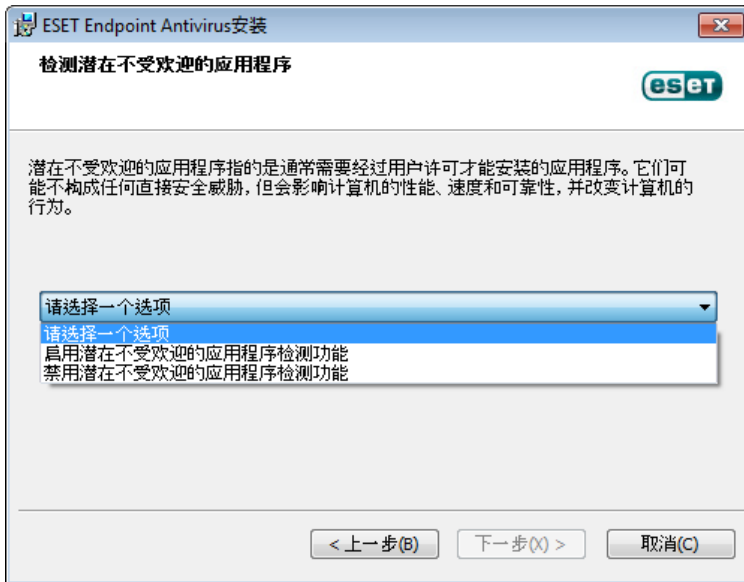 ESET Endpoint Antivirus安装
检测潜在不受欢迎的应用程序
eset
潜在不受欢迎的应用程序指的是通常需要经过用户许可才能安装的应用程序。它们可
能不构成任何直接安全威胁，但会影响计算机的性能、速度和可靠性，并改变计算机的
行为。
请选择一个选项
请选择一个选项
启用潜在不受欢迎的应用程序检测功能
禁用潜在不受欢迎的应用程序检测功能
< 上一步(B)
下一步(X) >
取消(C)